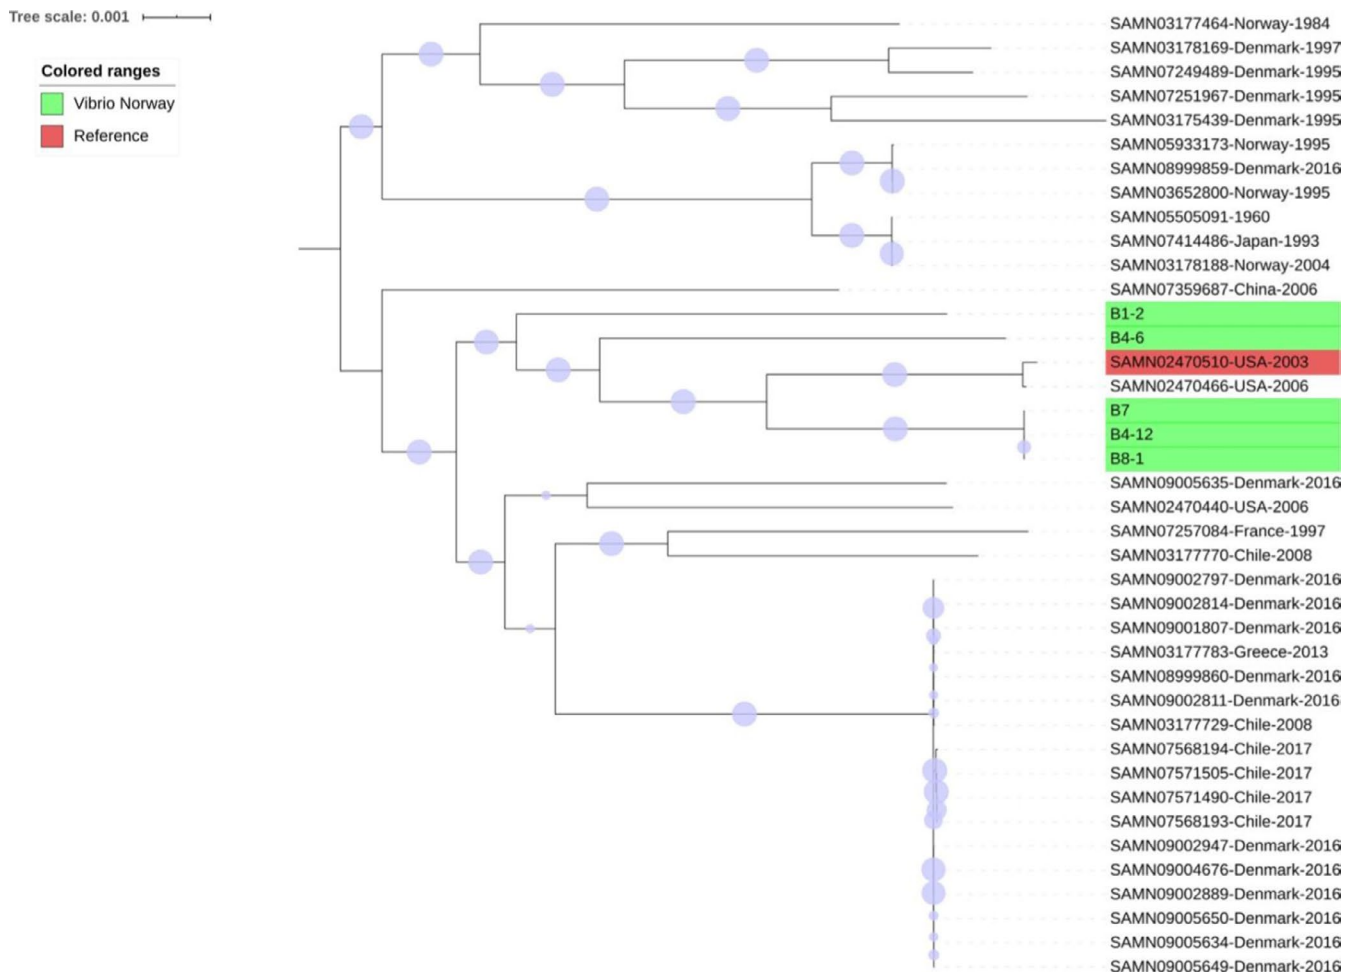 Tree scale: 0.001
Colored ranges
Vibrio Norway
Reference
SAMN03177464-Norway-1984
SAMN03178169-Denmark-1997
SAMN07249489-Denmark-1995
SAMN07251967-Denmark-1995
SAMN03175439-Denmark-1995
SAMN05933173-Norway-1995
SAMN08999859-Denmark-2016
SAMN03652800-Norway-1995
SAMN05505091-1960
SAMN07414486-Japan-1993
SAMN03178188-Norway-2004
SAMN07359687-China-2006
B1-2
B4-6
SAMN02470510-USA-2003
SAMN02470466-USA-2006
B7
B4-12
B8-1
SAMN09005635-Denmark-2016
SAMN02470440-USA-2006
SAMN07257084-France-1997
SAMN03177770-Chile-2008
SAMN09002797-Denmark-2016
SAMN09002814-Denmark-2016
SAMN09001807-Denmark-2016
SAMN03177783-Greece-2013
SAMN08999860-Denmark-2016
SAMN09002811-Denmark-2016
SAMN03177729-Chile-2008
SAMN07568194-Chile-2017
SAMN07571505-Chile-2017
SAMN07571490-Chile-2017
SAMN07568193-Chile-2017
SAMN09002947-Denmark-2016
SAMN09004676-Denmark-2016
SAMN09002889-Denmark-2016
SAMN09005650-Denmark-2016
SAMN09005634-Denmark-2016
SAMN09005649-Denmark-2016